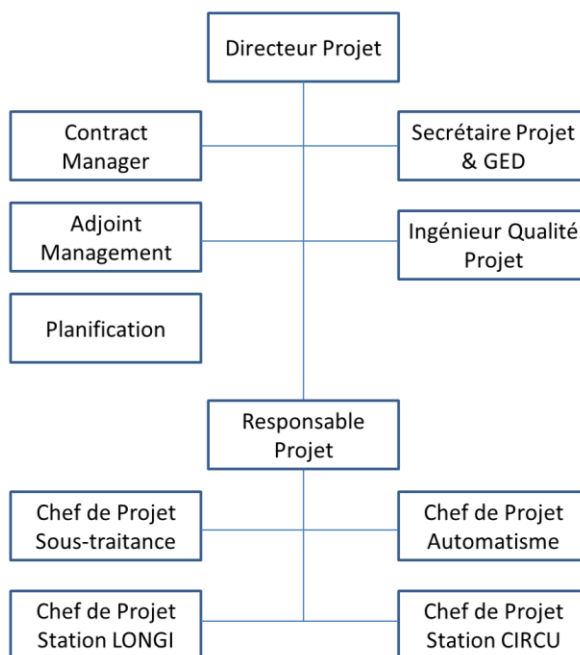 Directeur Projet
Contract
Manager
Secrétaire Projet
& GED
Adjoint
Management
Ingénieur Qualité
Projet
Planification
Responsable
Projet
Chef de Projet
Sous-traitance
Chef de Projet
Automatisme
Chef de Projet
Station LONGI
Chef de Projet
Station CIRCU